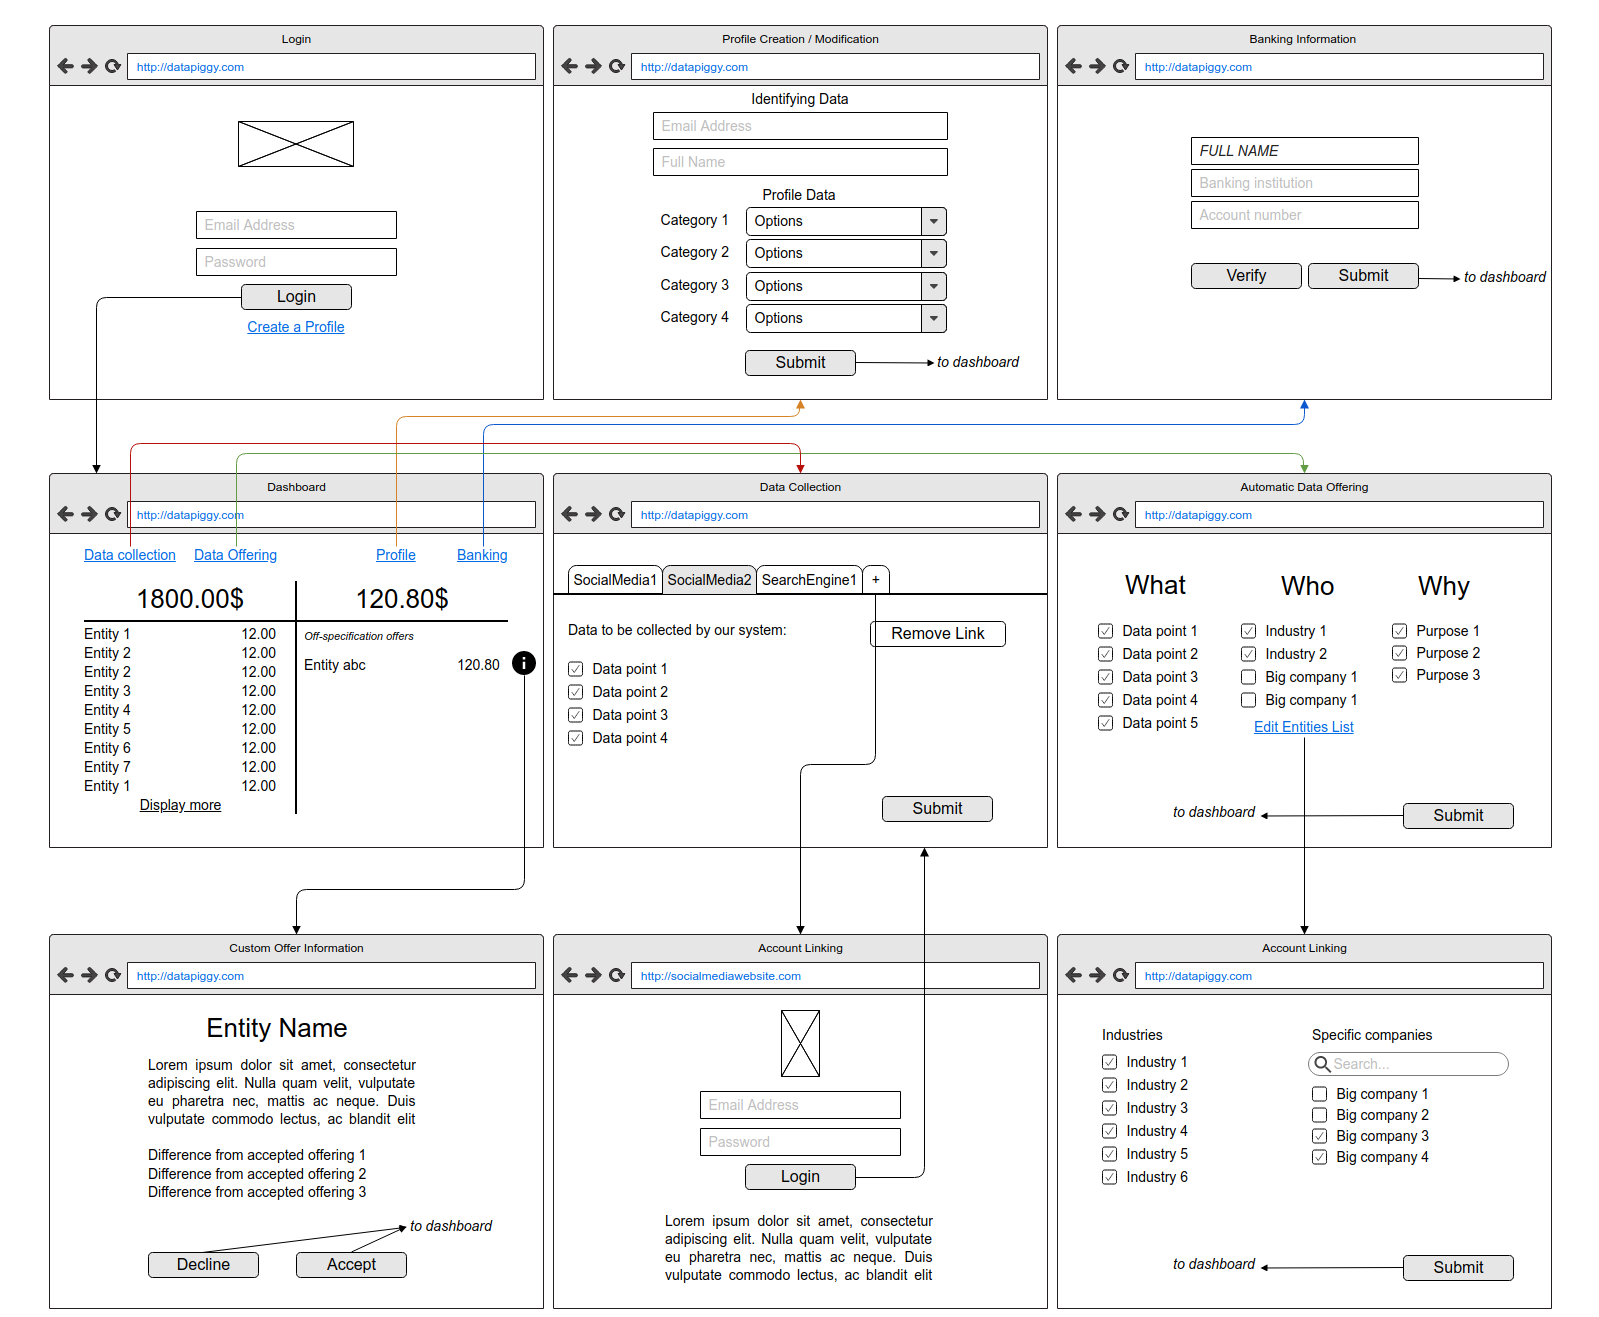 Login
http://datapiggy.com
Email Address
Password
Login
Create a Profile
Profile Creation / Modification
http://datapiggy.com
Identifying Data
Email Address
Full Name
Profile Data
Category 1 Options
Category 2 Options
Category 3 Options
Category 4 Options
Submit to dashboard
Banking Information
http://datapiggy.com
FULL NAME
Banking institution
Account number
Verify Submit to dashboard
Dashboard
http://datapiggy.com
Data collection Data Offering Profile Banking
1800.00$ 120.80$
Entity 1 12.00
Entity 2 12.00
Entity 2 12.00
Entity 3 12.00
Entity 4 12.00
Entity 5 12.00
Entity 6 12.00
Entity 7 12.00
Entity 1 12.00
Display more
Off-specification offers
Entity abc 120.80 i
Data Collection
http://datapiggy.com
SocialMedia1 SocialMedia2 SearchEngine1 +
Data to be collected by our system:
Remove Link
Data point 1
Data point 2
Data point 3
Data point 4
Submit
Automatic Data Offering
http://datapiggy.com
What Who Why
Data point 1 Industry 1 Purpose 1
Data point 2 Industry 2 Purpose 2
Data point 3 Big company 1 Purpose 3
Data point 4 Big company 1
Data point 5 Edit Entities List
to dashboard Submit
Custom Offer Information
http://datapiggy.com
Entity Name
Lorem ipsum dolor sit amet, consectetur
adipiscing elit. Nulla quam velit, vulputate
eu pharetra nec, mattis ac neque. Duis
vulputate commodo lectus, ac blandit elit
Difference from accepted offering 1
Difference from accepted offering 2
Difference from accepted offering 3
to dashboard
Decline Accept
Account Linking
http://socialmediawebsite.com
Email Address
Password
Login
Lorem ipsum dolor sit amet, consectetur
adipiscing elit. Nulla quam velit, vulputate
eu pharetra nec, mattis ac neque. Duis
vulputate commodo lectus, ac blandit elit
Account Linking
http://datapiggy.com
Industries
Industry 1
Industry 2
Industry 3
Industry 4
Industry 5
Industry 6
Specific companies
Search...
Big company 1
Big company 2
Big company 3
Big company 4
to dashboard Submit